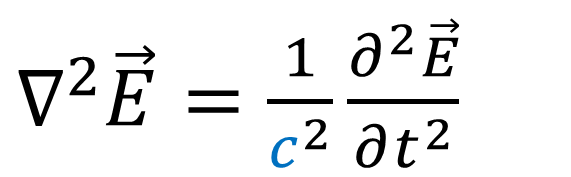 ∇²E⃗ = 1/c² ∂²E⃗/∂t²